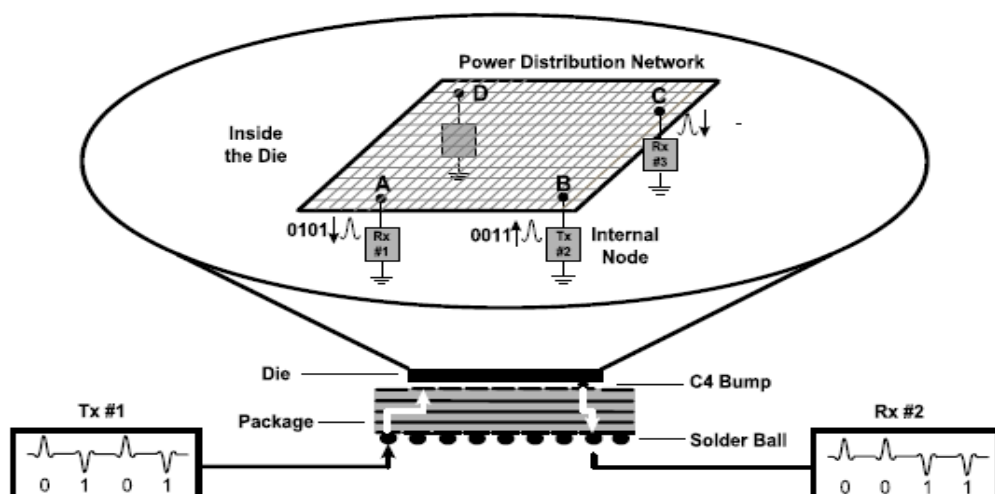 Power Distribution Network
D
C
Inside
the Die
Rx
#3
A
B
0101
Rx
#1
0011
Tx
#2
Internal
Node
Die
C4 Bump
Tx #1
Package
Rx #2
Solder Ball
0 1 0 1
0 0 1 1